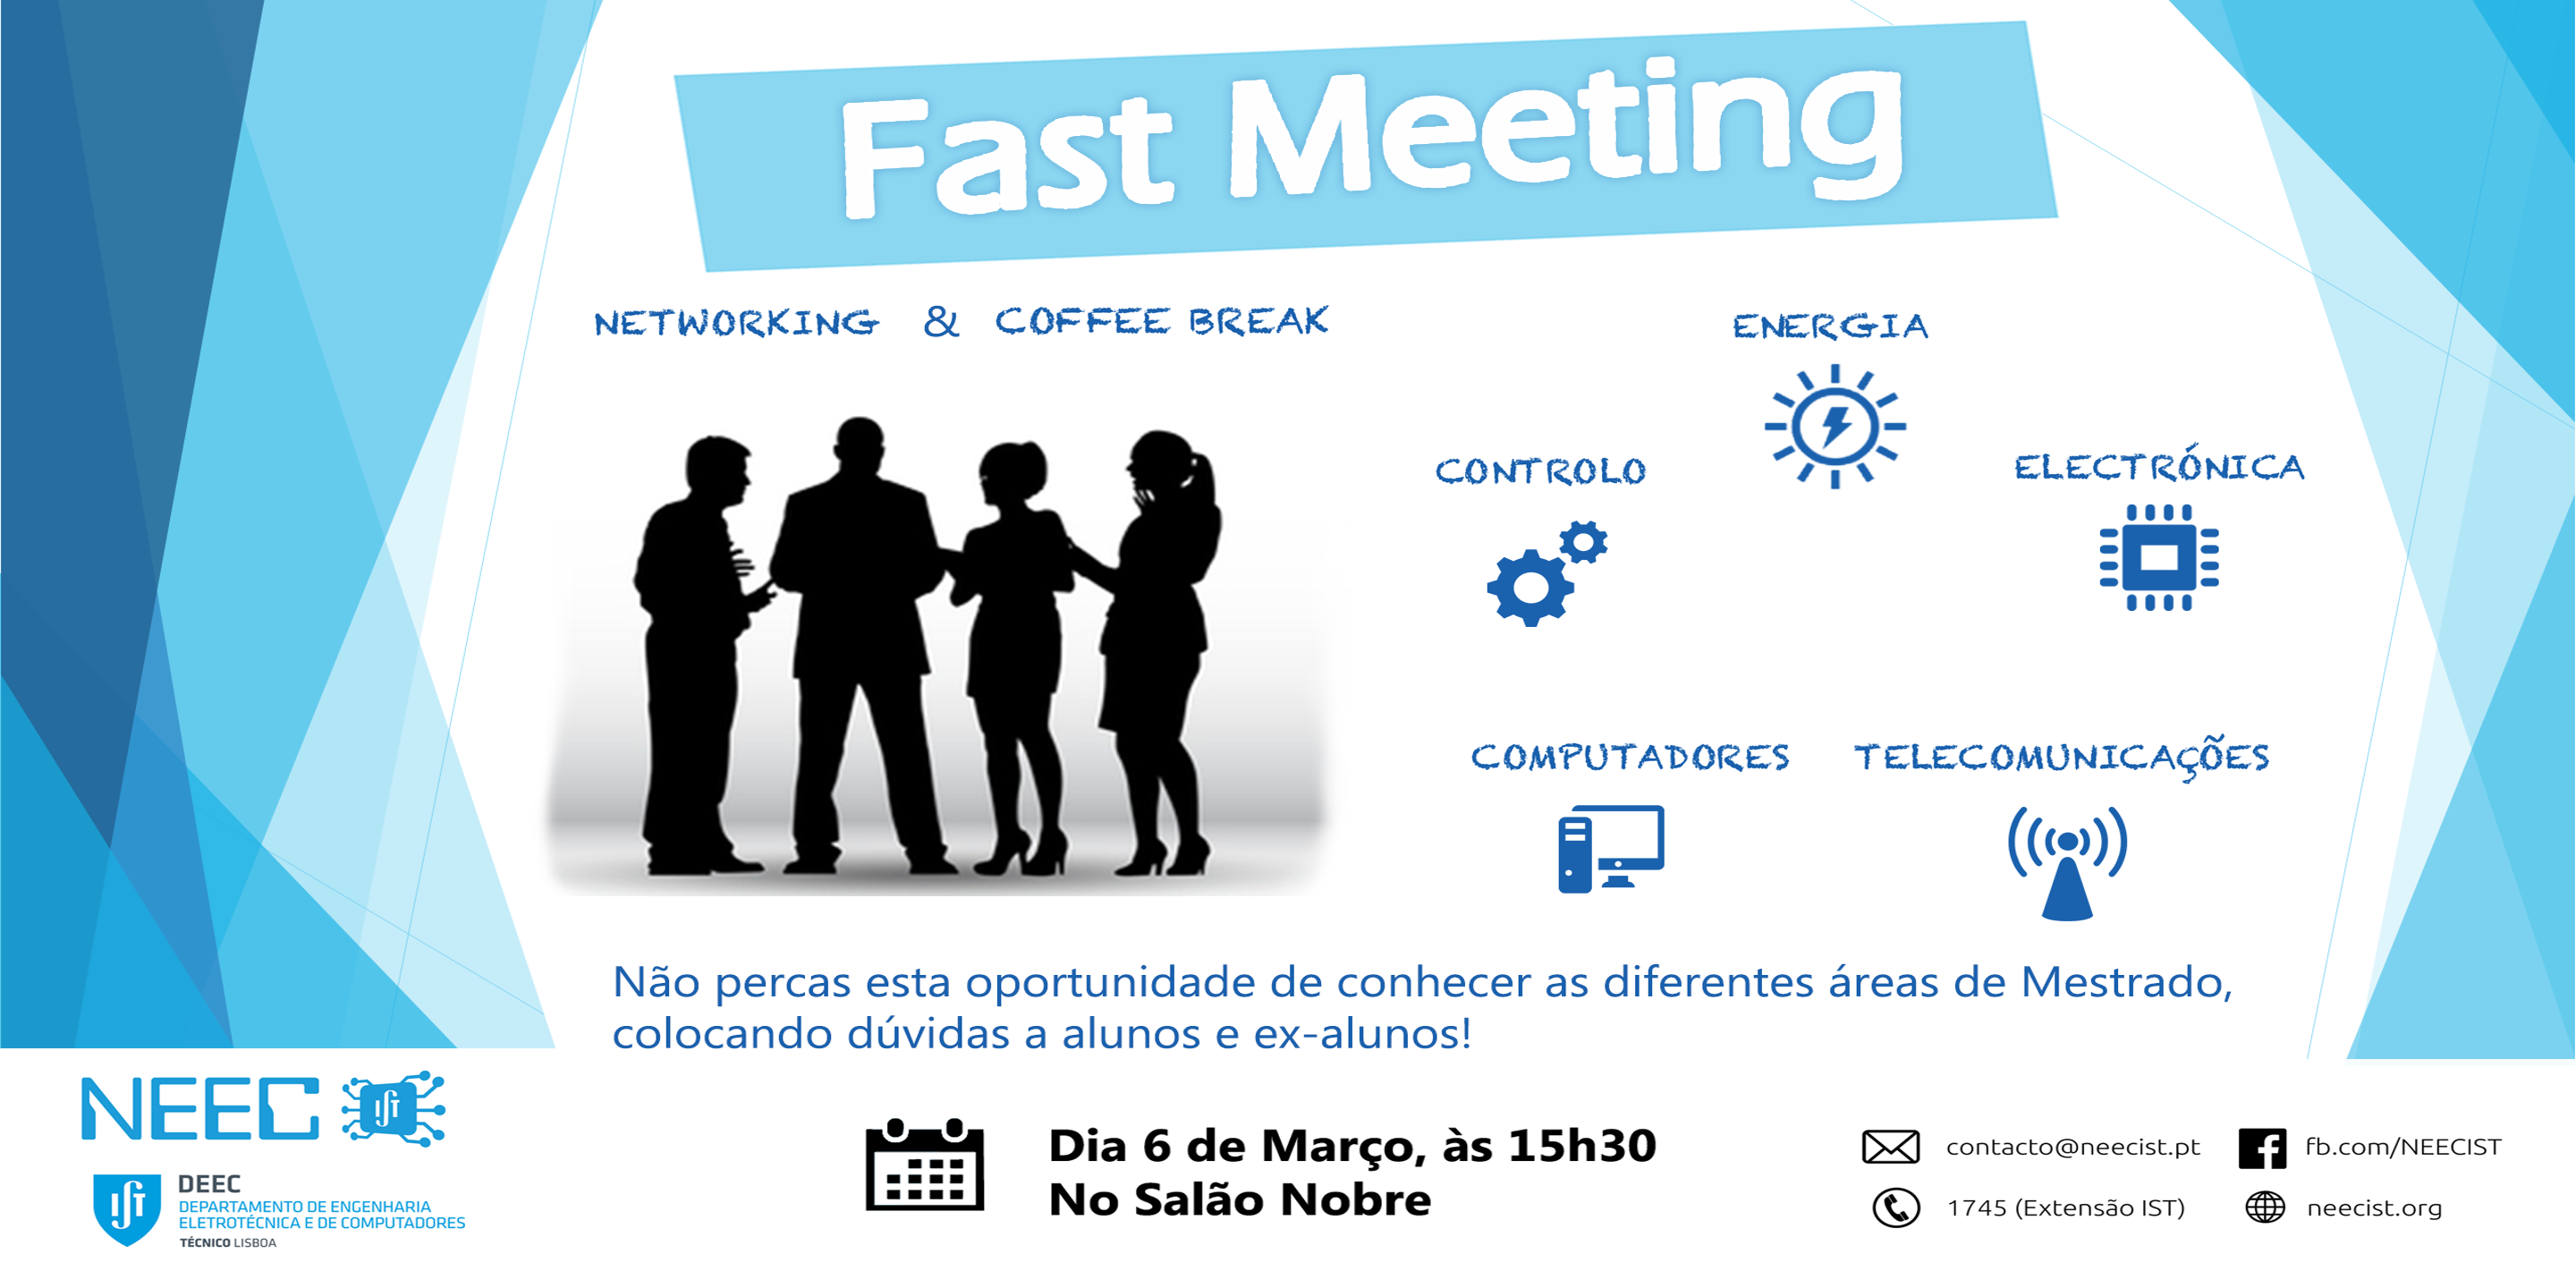 Fast Meeting
NETWORKING & COFFEE BREAK
ENERGIA
CONTROLO
ELECTRÓNICA
COMPUTADORES
TELECOMUNICAÇÕES
Não percas esta oportunidade de conhecer as diferentes áreas de Mestrado,
colocando dúvidas a alunos e ex-alunos!
NEEC
IST
IST
DEEC
DEPARTAMENTO DE ENGENHARIA
ELETROTÉCNICA E DE COMPUTADORES
TÉCNICO LISBOA
Dia 6 de Março, às 15h30
No Salão Nobre
contacto@neecist.pt
fb.com/NEECIST
1745 (Extensão IST)
neecist.org